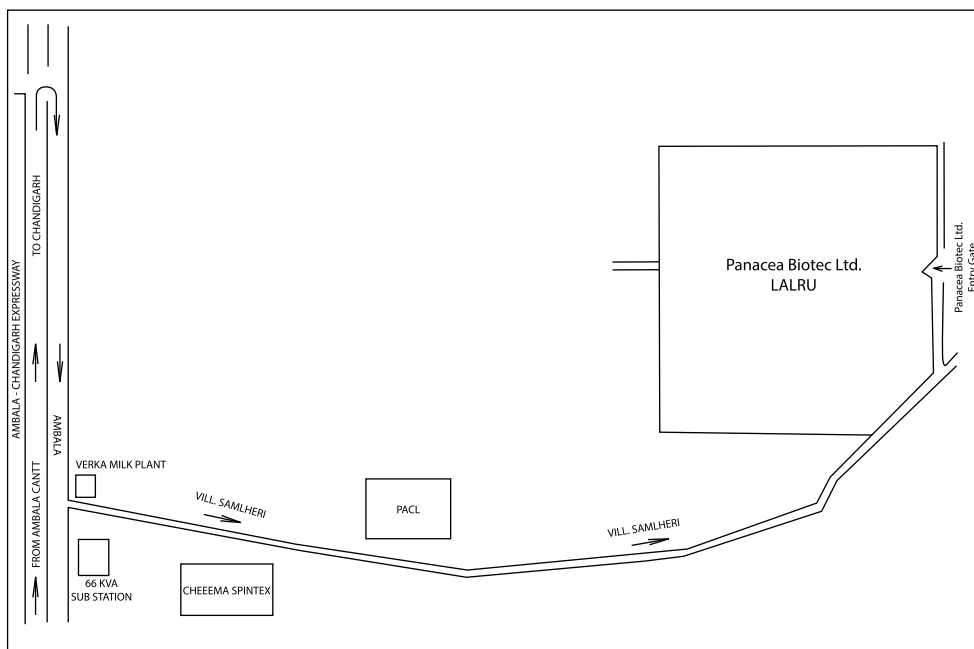 AMBALA - CHANDIGARH EXPRESSWAY
TO CHANDIGARH
FROM AMBALA CANTT
AMBALA
VERKA MILK PLANT
66 KVA
SUB STATION
VILL. SAMLHERI
CHEEEMA SPINTEX
PACL
VILL. SAMLHERI
Panacea Biotec Ltd.
LALRU
Panacea Biotec Ltd.
Entry Gate